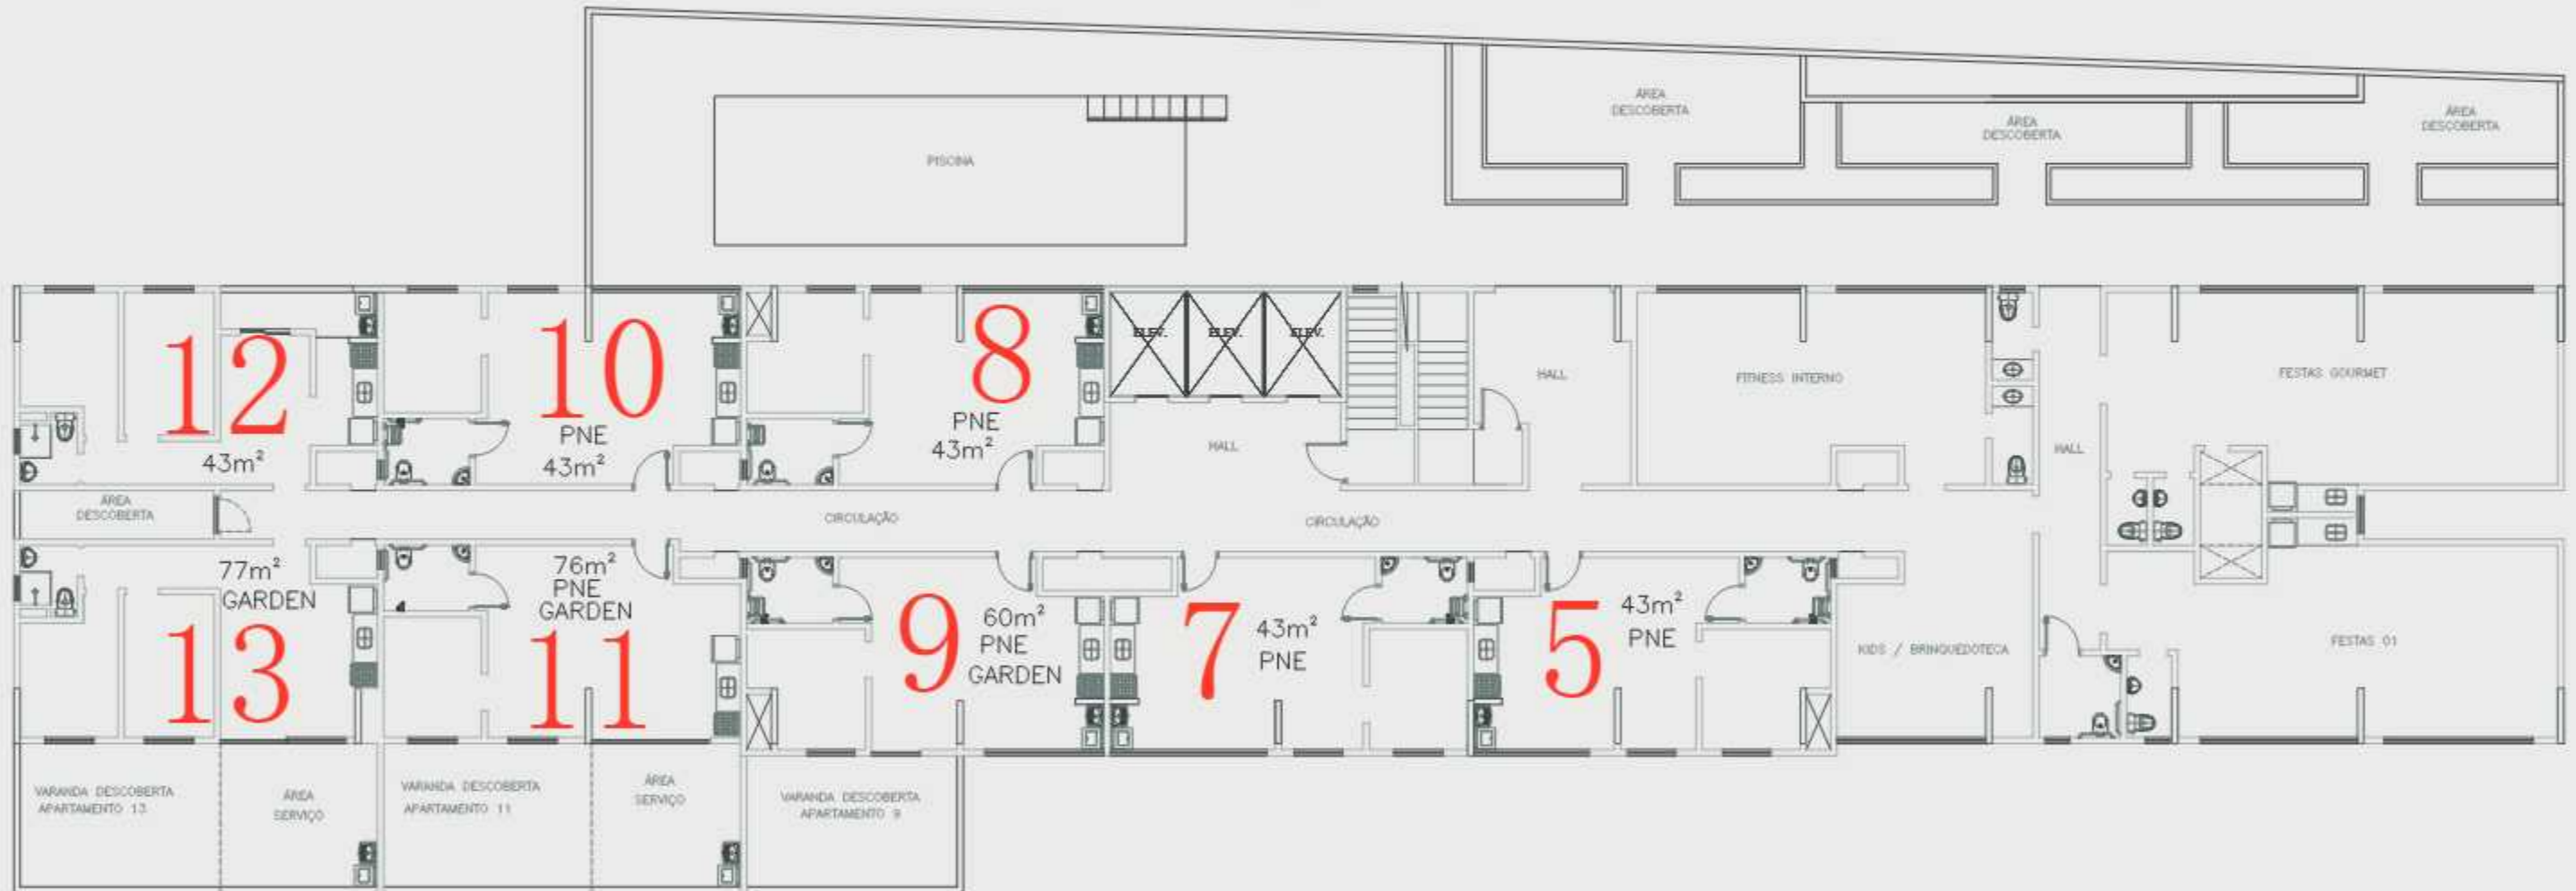 ÁREA
DESCOBERTA
ÁREA
DESCOBERTA
ÁREA
DESCOBERTA
PISCINA
12
43m²
10
PNE
43m²
8
PNE
43m²
ELEV.
ELEV.
ELEV.
HALL
HALL
FITNESS INTERNO
HALL
FESTAS GOURMET
ÁREA
DESCOBERTA
CIRCULAÇÃO
CIRCULAÇÃO
77m²
GARDEN
13
76m²
PNE
GARDEN
11
9
60m²
PNE
GARDEN
7
43m²
PNE
5
43m²
PNE
KIDS / BRINQUEDOTECA
FESTAS 01
VARANDA DESCOBERTA
APARTAMENTO 13
ÁREA
SERVIÇO
VARANDA DESCOBERTA
APARTAMENTO 11
ÁREA
SERVIÇO
VARANDA DESCOBERTA
APARTAMENTO 9